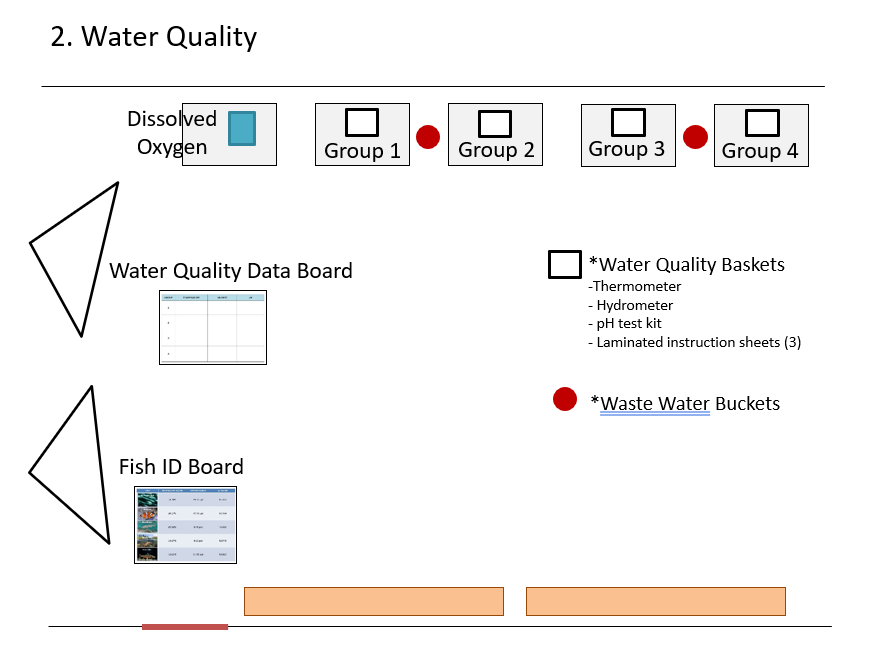 2. Water Quality
Dissolved
Oxygen
Group 1
Group 2
Group 3
Group 4
Water Quality Data Board
*Water Quality Baskets
-Thermometer
- Hydrometer
- pH test kit
- Laminated instruction sheets (3)
*Waste Water Buckets
Fish ID Board